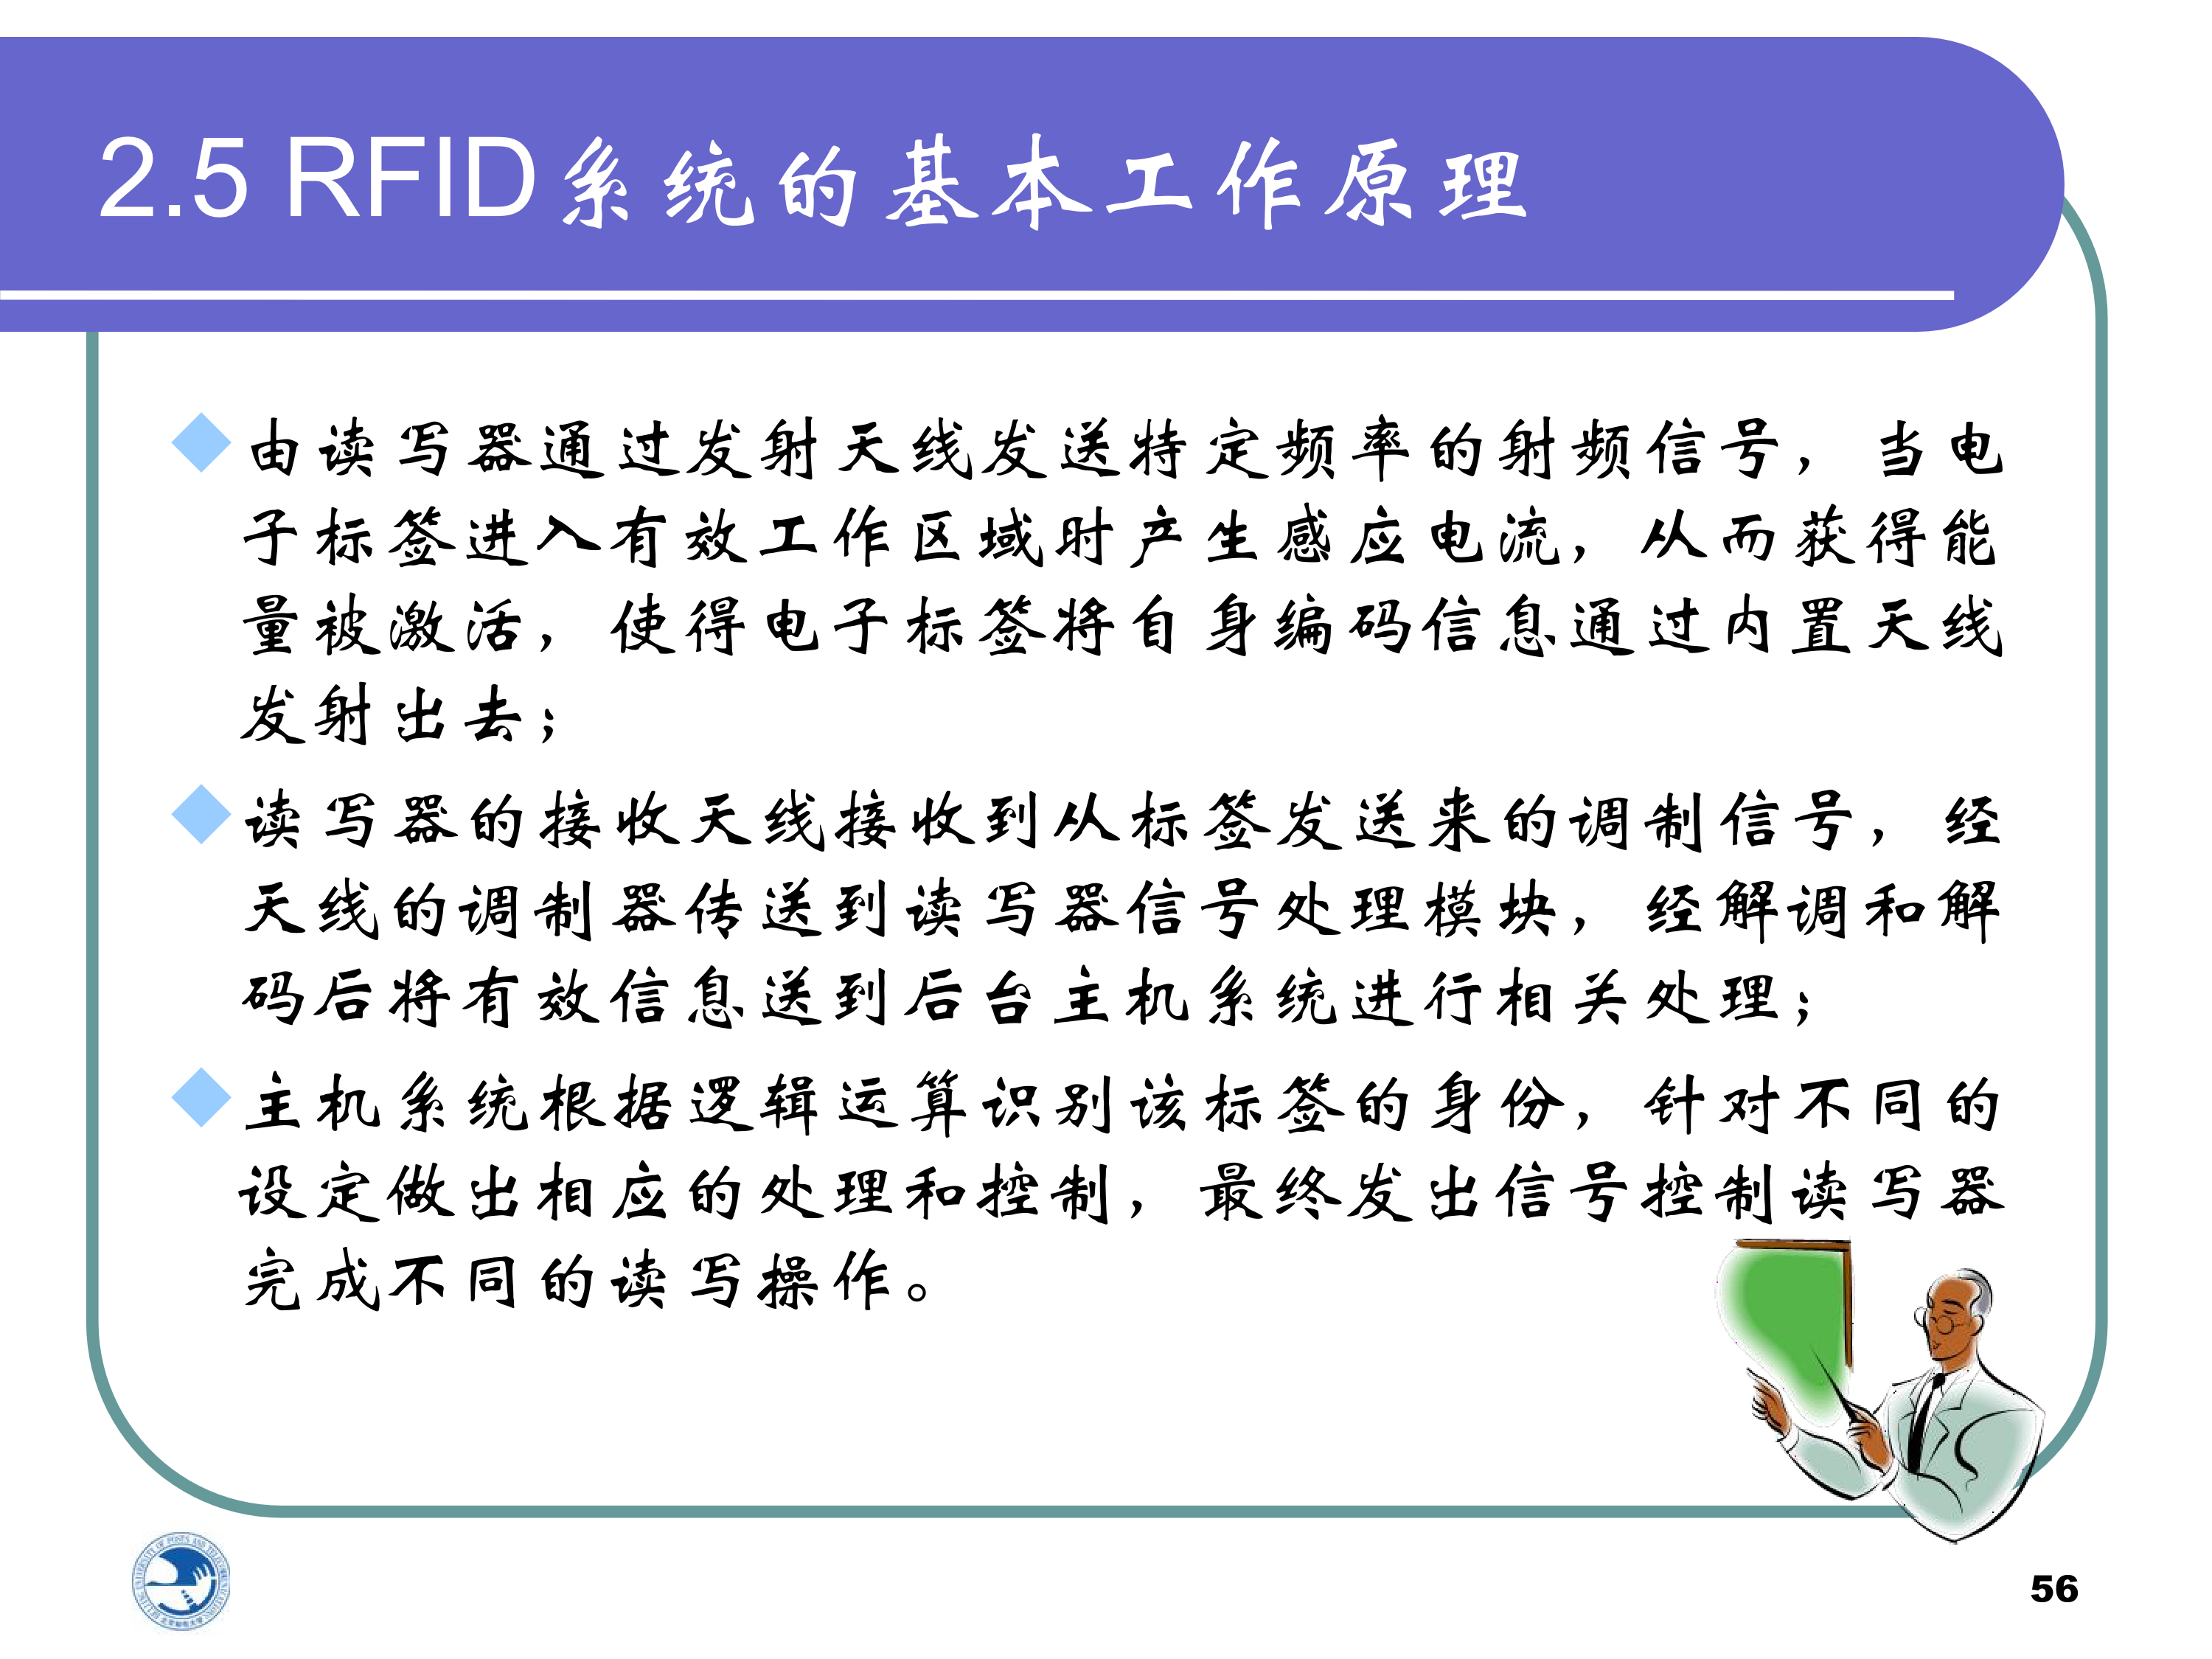 2.5 RFID系统的基本工作原理
由读写器通过发射天线发送特定频率的射频信号，当电
子标签进入有效工作区域时产生感应电流，从而获得能
量被激活，使得电子标签将自身编码信息通过内置天线
发射出去；
读写器的接收天线接收到从标签发送来的调制信号，经
天线的调制器传送到读写器信号处理模块，经解调和解
码后将有效信息送到后台主机系统进行相关处理；
主机系统根据逻辑运算识别该标签的身份，针对不同的
设定做出相应的处理和控制，最终发出信号控制读写器
完成不同的读写操作。
56